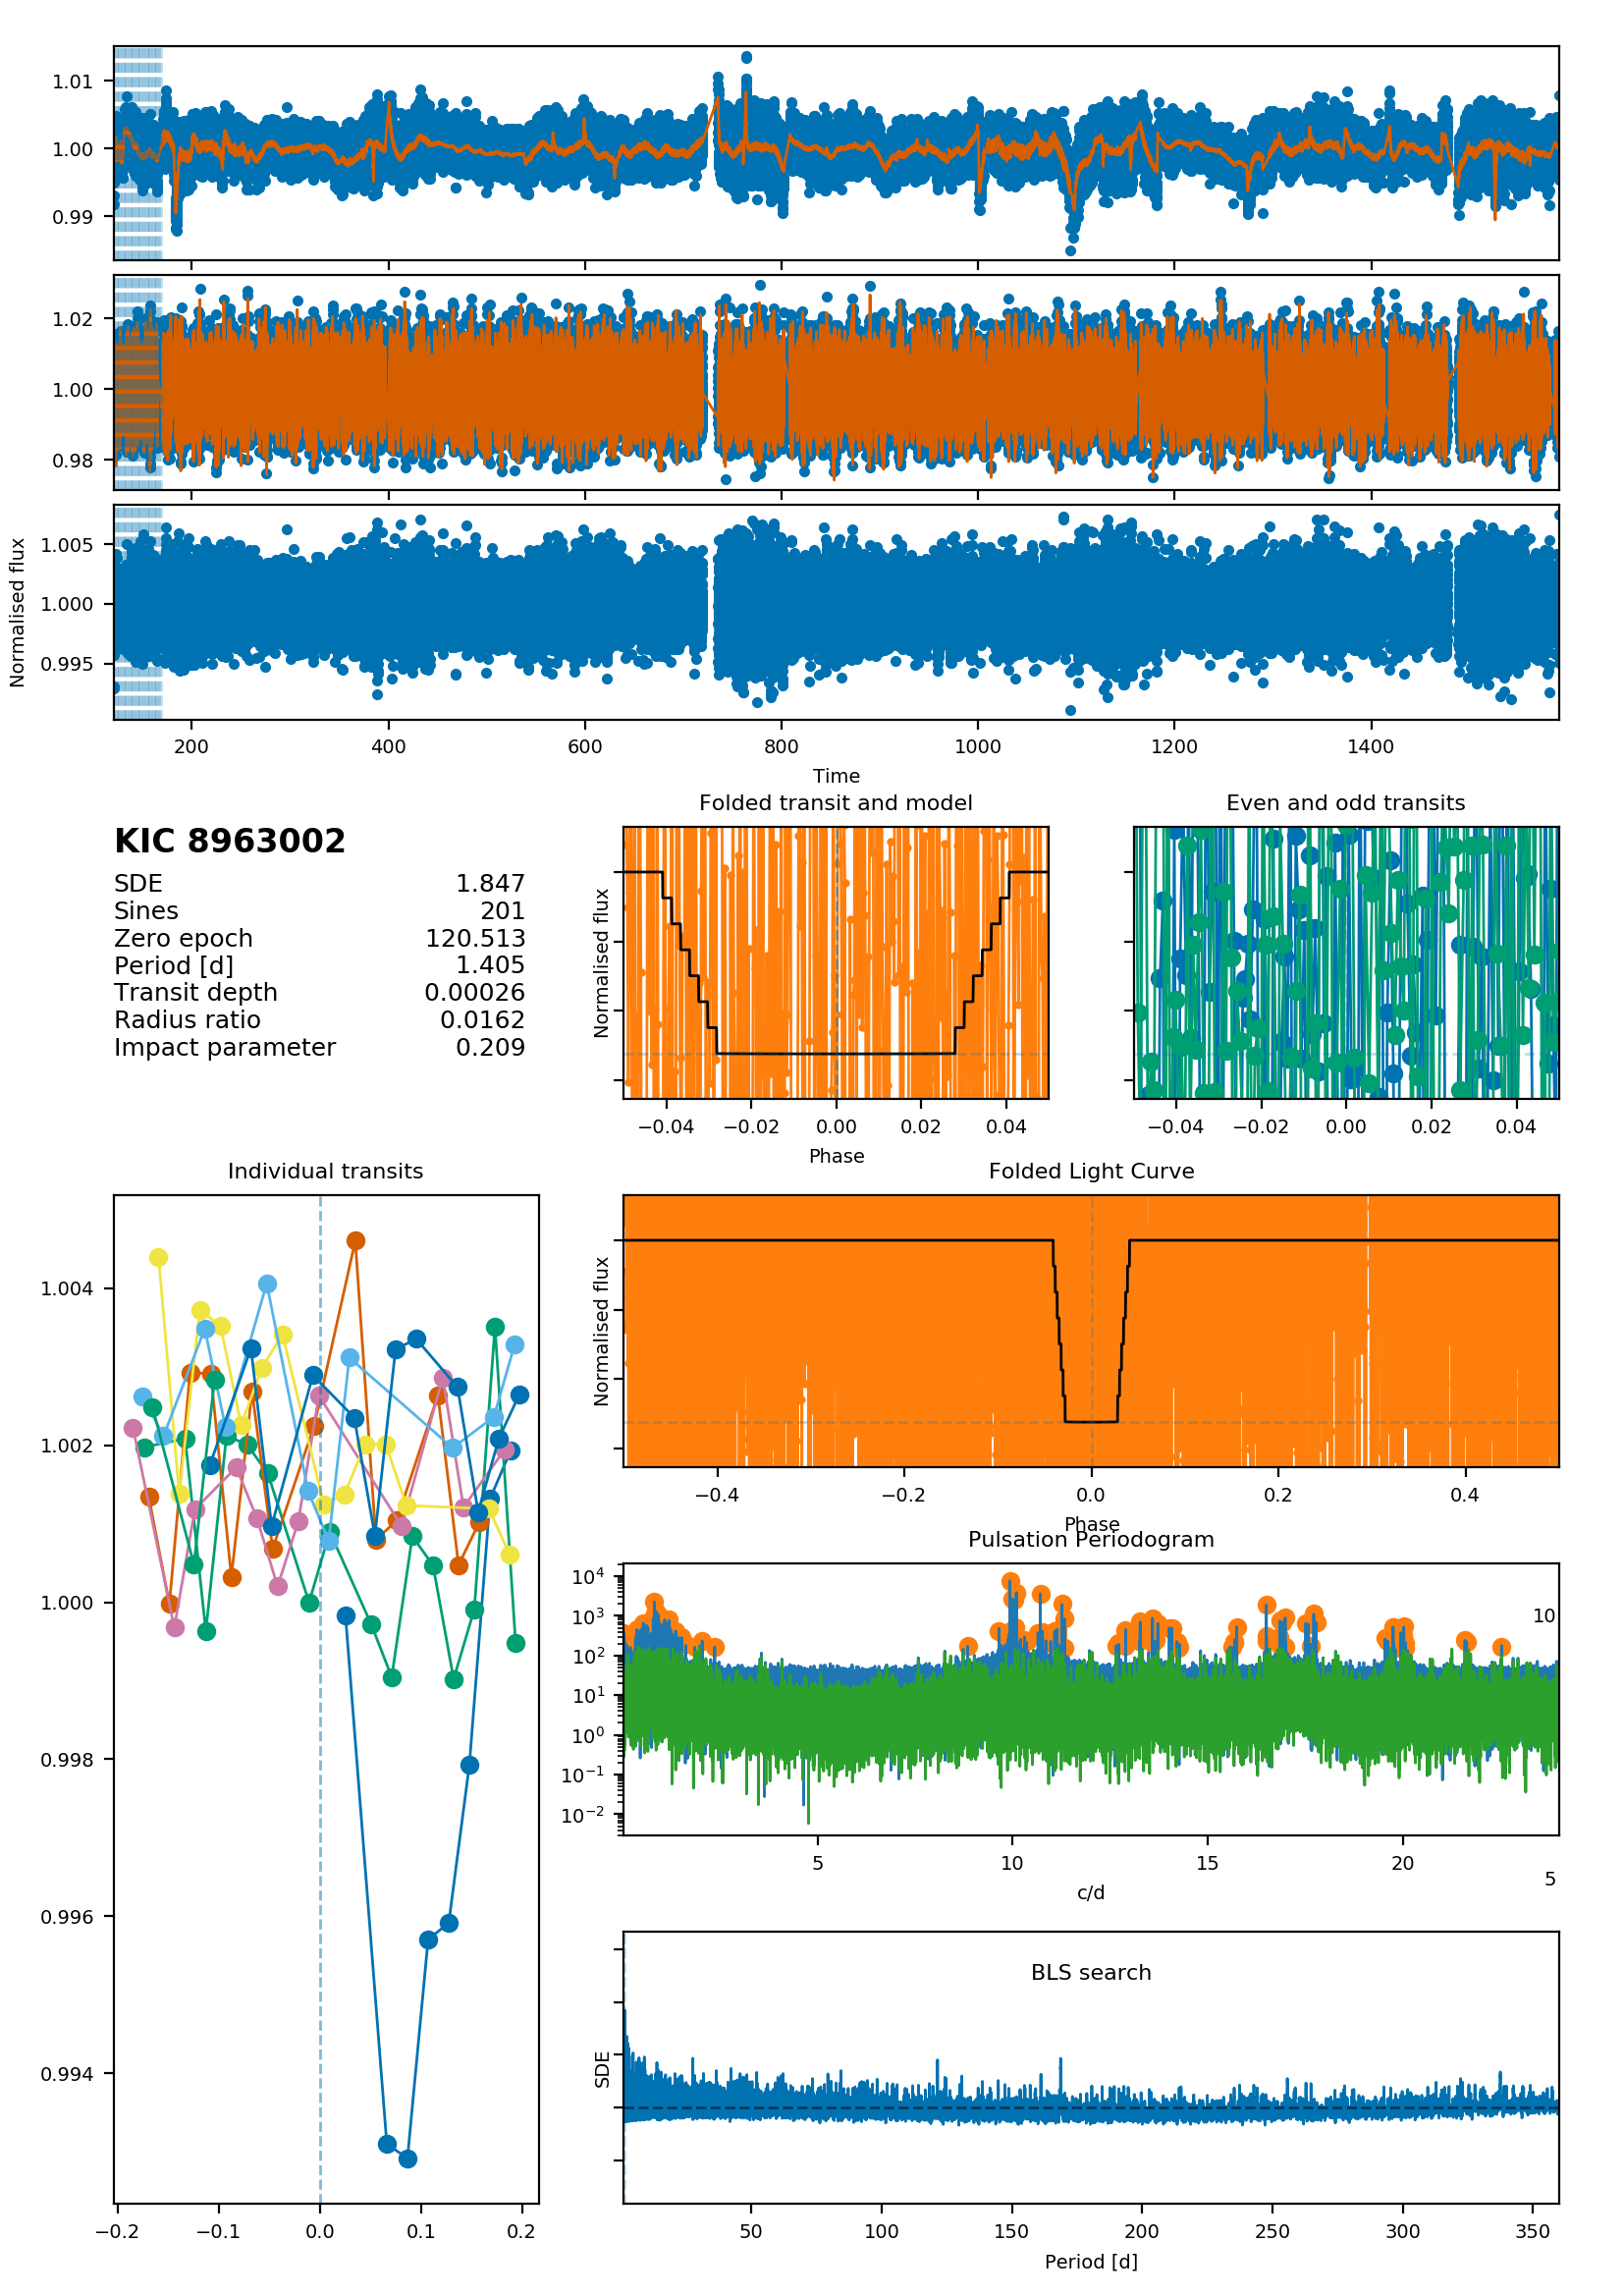 1.01
1.00
0.99
1.02
1.00
0.98
1.005
1.000
0.995
Normalised flux
200 400 600 800 1000 1200 1400
Time
KIC 8963002
SDE 1.847
Sines 201
Zero epoch 120.513
Period [d] 1.405
Transit depth 0.00026
Radius ratio 0.0162
Impact parameter 0.209
Folded transit and model
Normalised flux
−0.04 −0.02 0.00 0.02 0.04
Phase
Even and odd transits
−0.04 −0.02 0.00 0.02 0.04
Individual transits
1.004
1.002
1.000
0.998
0.996
0.994
−0.2 −0.1 0.0 0.1 0.2
Folded Light Curve
Normalised flux
−0.4 −0.2 0.0 0.2 0.4
Phase
Pulsation Periodogram
10⁴
10³
10²
10¹
10⁰
10⁻¹
10⁻²
10
5 10 15 20
5
c/d
BLS search
SDE
50 100 150 200 250 300 350
Period [d]